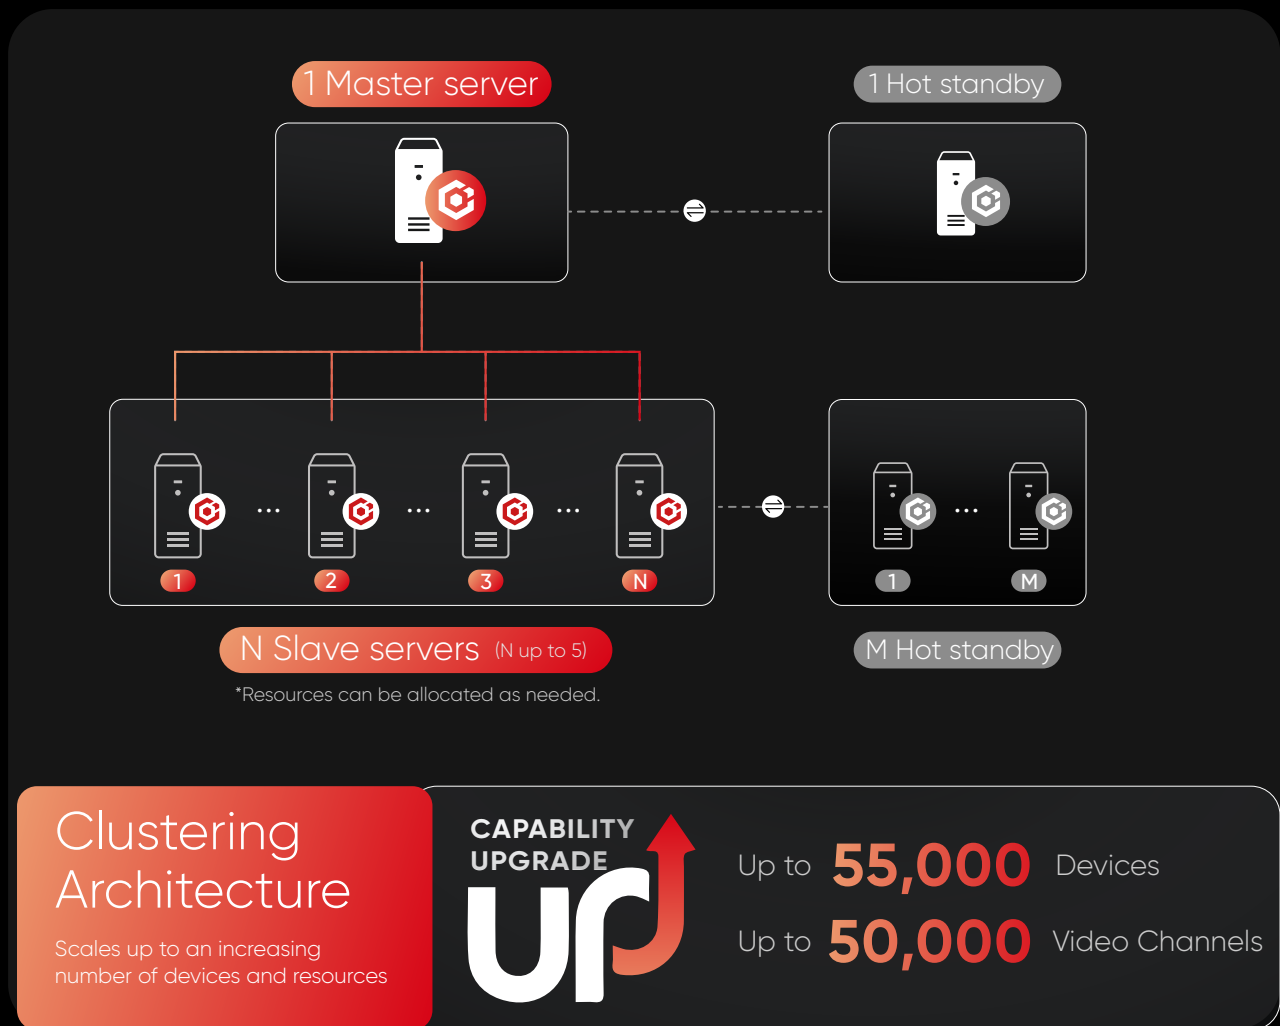 1 Master server
1 Hot standby
1
2
3
N
1
M
N Slave servers (N up to 5)
M Hot standby
*Resources can be allocated as needed.
Clustering
Architecture
Scales up to an increasing
number of devices and resources
CAPABILITY
UPGRADE
up
Up to 55,000 Devices
Up to 50,000 Video Channels